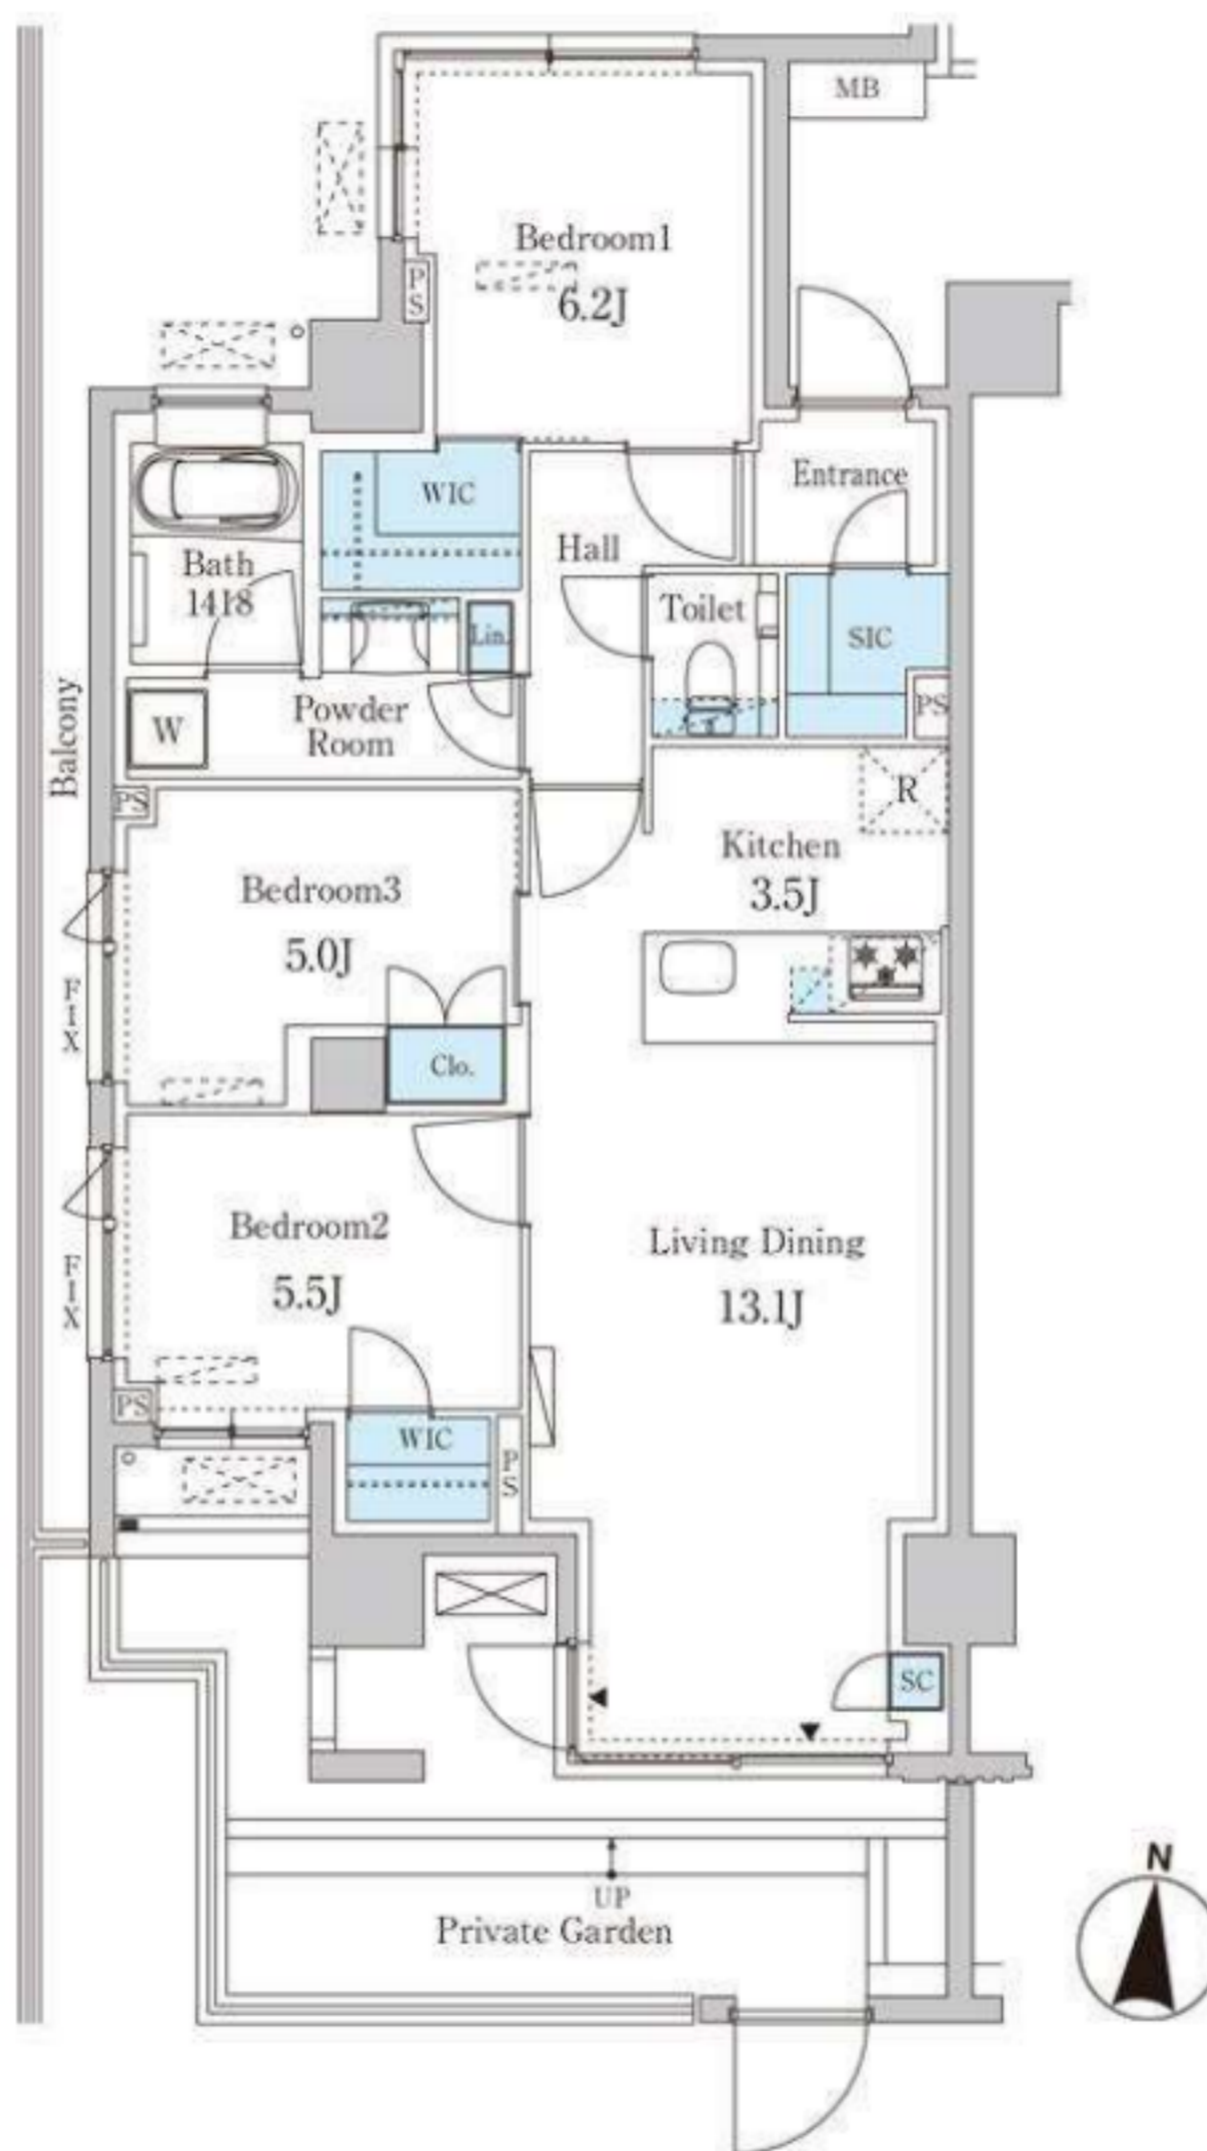 MB
Bedroom1
6.2J
PS
WIC
Entrance
Hall
Bath
1418
Toilet
SIC
Lin.
PS
W
Powder
Room
Balcony
PS
R
Kitchen
3.5J
Bedroom3
5.0J
FIX
Clo.
Bedroom2
5.5J
FIX
Living Dining
13.1J
PS
WIC
PS
SC
UP
Private Garden
N